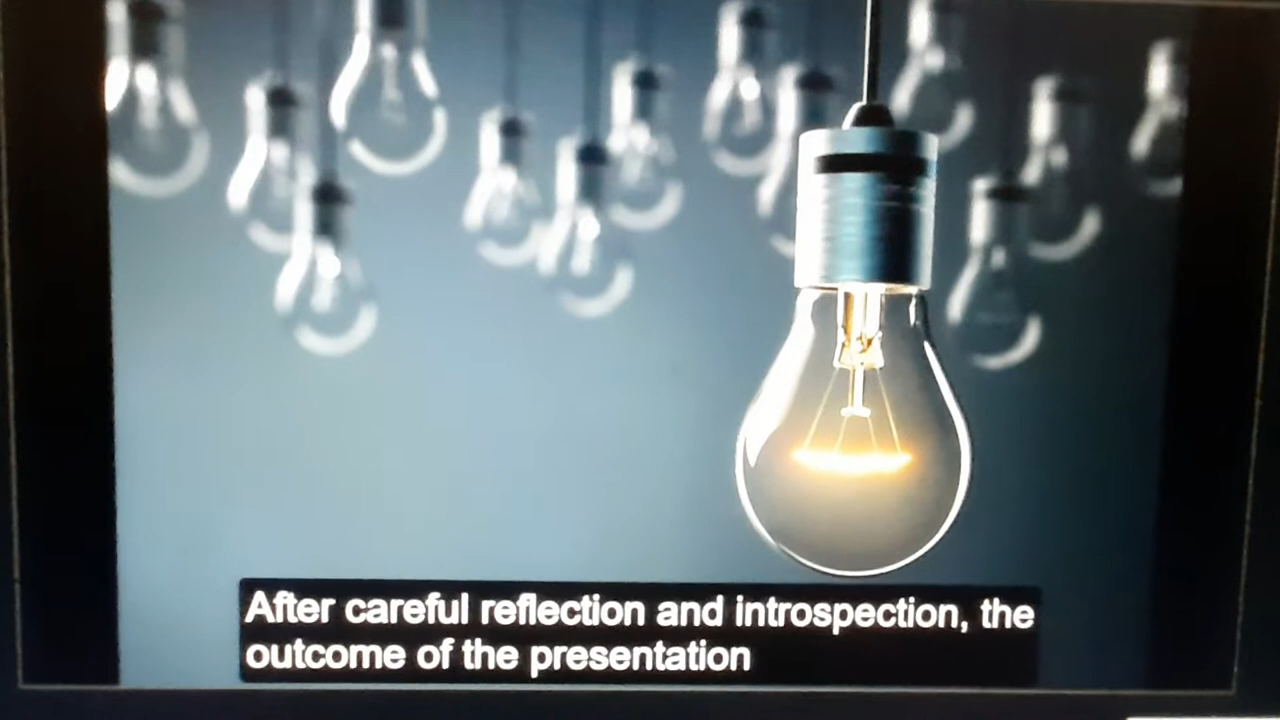 After careful reflection and introspection, the
outcome of the presentation